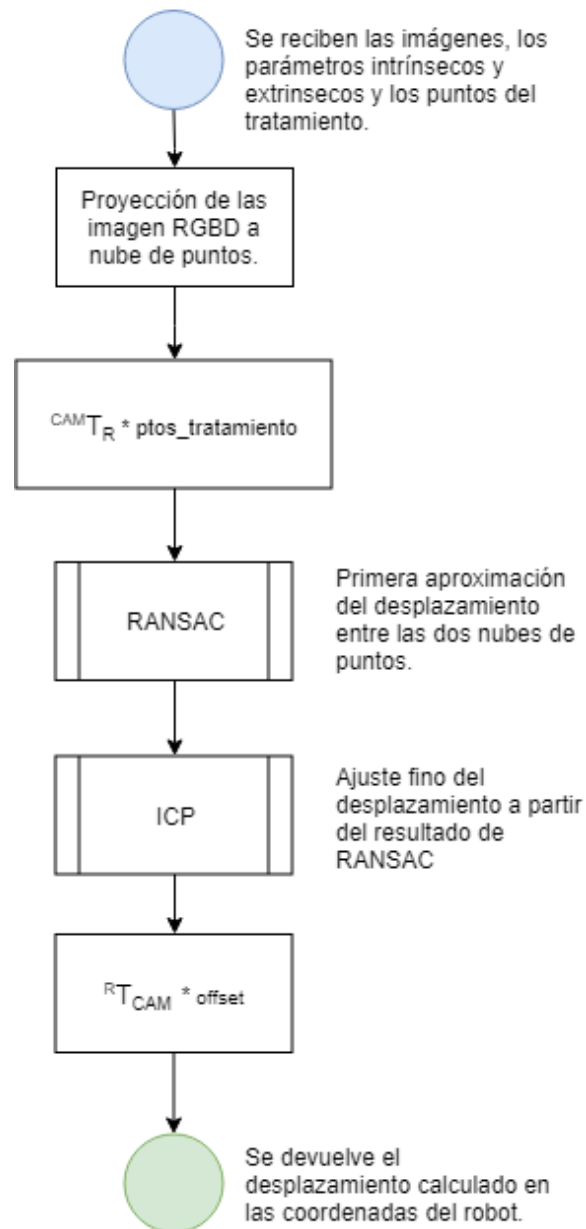 Se reciben las imágenes, los
parámetros intrínsecos y
extrinsecos y los puntos del
tratamiento.
Proyección de las
imagen RGBD a
nube de puntos.
CAMTR * ptos_tratamiento
RANSAC
Primera aproximación
del desplazamiento
entre las dos nubes de
puntos.
ICP
Ajuste fino del
desplazamiento a partir
del resultado de
RANSAC
RTCAM * offset
Se devuelve el
desplazamiento calculado en
las coordenadas del robot.